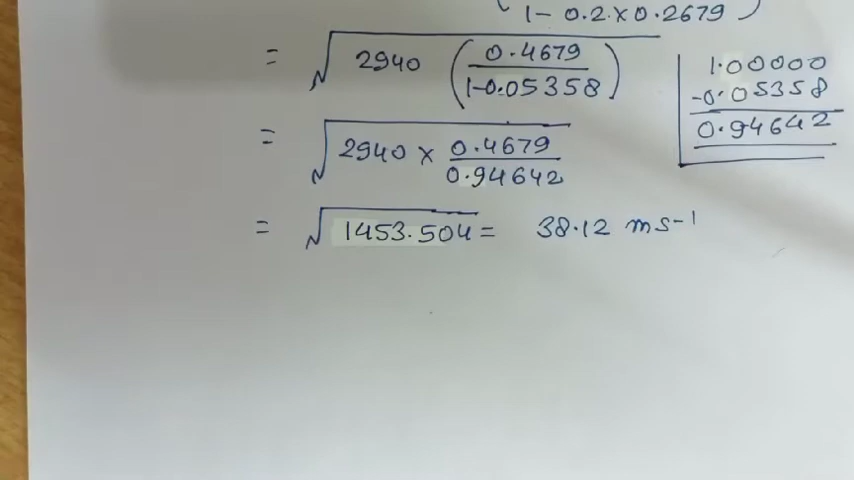 1- 0.2 × 0.2679 )
= √ 2940 ( 0.4679 / 1-0.05358 )
1.00000
-0.05358
0.94642
= √ 2940 × 0.4679 / 0.94642
= √ 1453.504 = 38.12 ms⁻¹